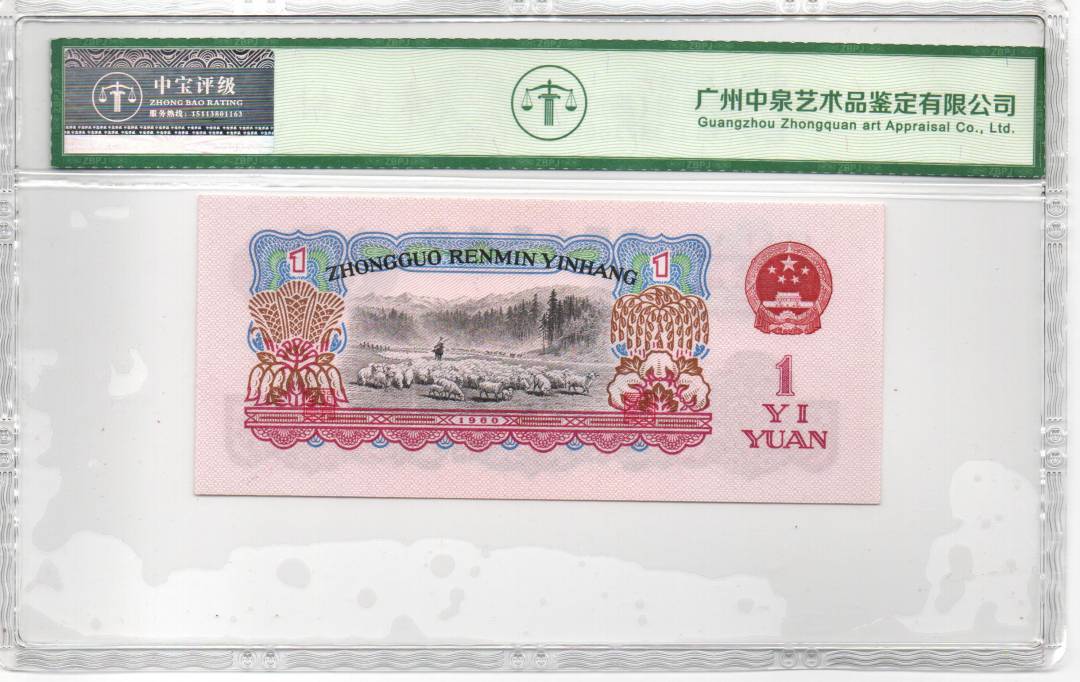 中宝评级
ZHONG BAO RATING
服务热线：15113801163
广州中泉艺术品鉴定有限公司
Guangzhou Zhongquan art Appraisal Co., Ltd.
1
ZHONGGUO RENMIN YINHANG
1
1960
1
YI
YUAN